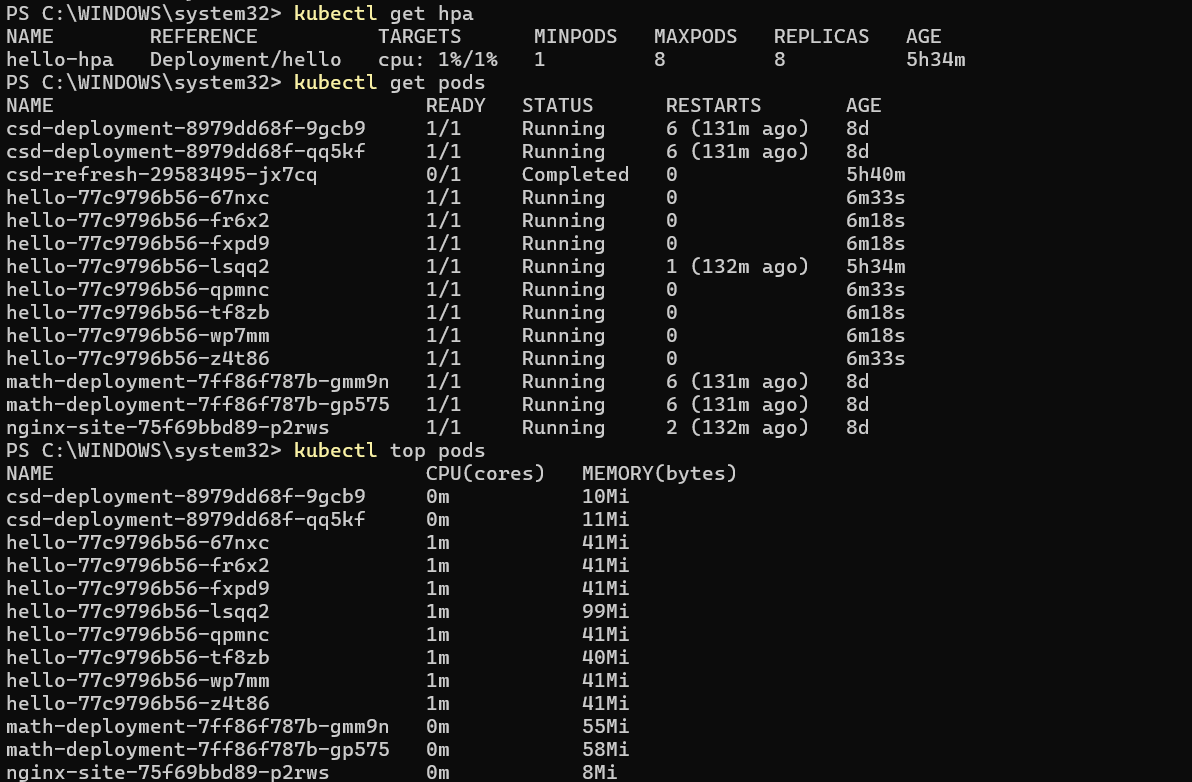 PS C:\WINDOWS\system32> kubectl get hpa
NAME        REFERENCE          TARGETS      MINPODS   MAXPODS   REPLICAS   AGE
hello-hpa   Deployment/hello   cpu: 1%/1%   1         8         8          5h34m
PS C:\WINDOWS\system32> kubectl get pods
NAME                               READY   STATUS      RESTARTS       AGE
csd-deployment-8979dd68f-9gcb9     1/1     Running     6 (131m ago)   8d
csd-deployment-8979dd68f-qq5kf     1/1     Running     6 (131m ago)   8d
csd-refresh-29583495-jx7cq         0/1     Completed   0              5h40m
hello-77c9796b56-67nxc             1/1     Running     0              6m33s
hello-77c9796b56-fr6x2             1/1     Running     0              6m18s
hello-77c9796b56-fxpd9             1/1     Running     0              6m18s
hello-77c9796b56-lsqq2             1/1     Running     1 (132m ago)   5h34m
hello-77c9796b56-qpmnc             1/1     Running     0              6m33s
hello-77c9796b56-tf8zb             1/1     Running     0              6m18s
hello-77c9796b56-wp7mm             1/1     Running     0              6m18s
hello-77c9796b56-z4t86             1/1     Running     0              6m33s
math-deployment-7ff86f787b-gmm9n   1/1     Running     6 (131m ago)   8d
math-deployment-7ff86f787b-gp575   1/1     Running     6 (131m ago)   8d
nginx-site-75f69bbd89-p2rws        1/1     Running     2 (132m ago)   8d
PS C:\WINDOWS\system32> kubectl top pods
NAME                               CPU(cores)   MEMORY(bytes)
csd-deployment-8979dd68f-9gcb9     0m           10Mi
csd-deployment-8979dd68f-qq5kf     0m           11Mi
hello-77c9796b56-67nxc             1m           41Mi
hello-77c9796b56-fr6x2             1m           41Mi
hello-77c9796b56-fxpd9             1m           41Mi
hello-77c9796b56-lsqq2             1m           99Mi
hello-77c9796b56-qpmnc             1m           41Mi
hello-77c9796b56-tf8zb             1m           40Mi
hello-77c9796b56-wp7mm             1m           41Mi
hello-77c9796b56-z4t86             1m           41Mi
math-deployment-7ff86f787b-gmm9n   0m           55Mi
math-deployment-7ff86f787b-gp575   0m           58Mi
nginx-site-75f69bbd89-p2rws        0m           8Mi